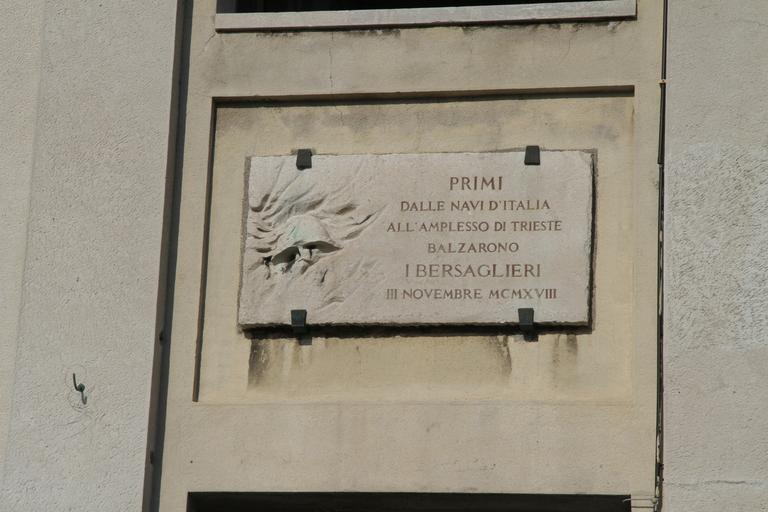 PRIMI
DALLE NAVI D'ITALIA
ALL'AMPLESSO DI TRIESTE
BALZARONO
I BERSAGLIERI
III NOVEMBRE MCMXVIII